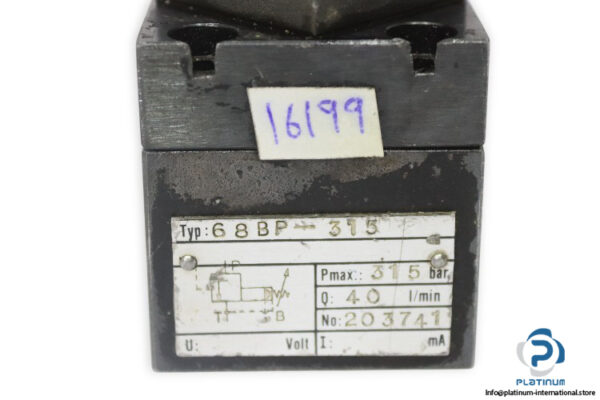 16199
Typ: 68BP-315
P
Pmax.: 315 bar
Q: 40 l/min
T B
No: 203741
U: Volt I: mA
PLATINUM
Info@platinum-international.store